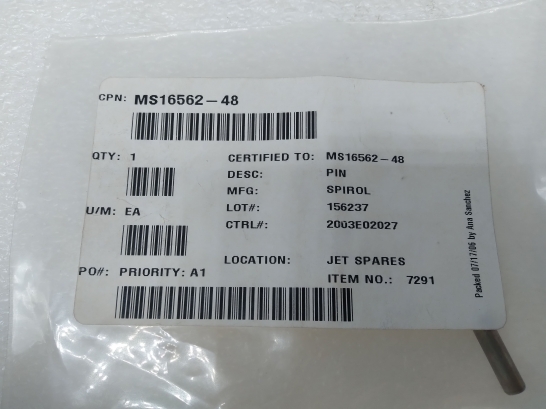 CPN: MS16562-48
QTY: 1
CERTIFIED TO: MS16562-48
DESC: PIN
MFG: SPIROL
U/M: EA
LOT#: 156237
CTRL#: 2003E02027
LOCATION: JET SPARES
PO#: PRIORITY: A1
ITEM NO.: 7291
Packed 07/17/06 by Ann Sanchez